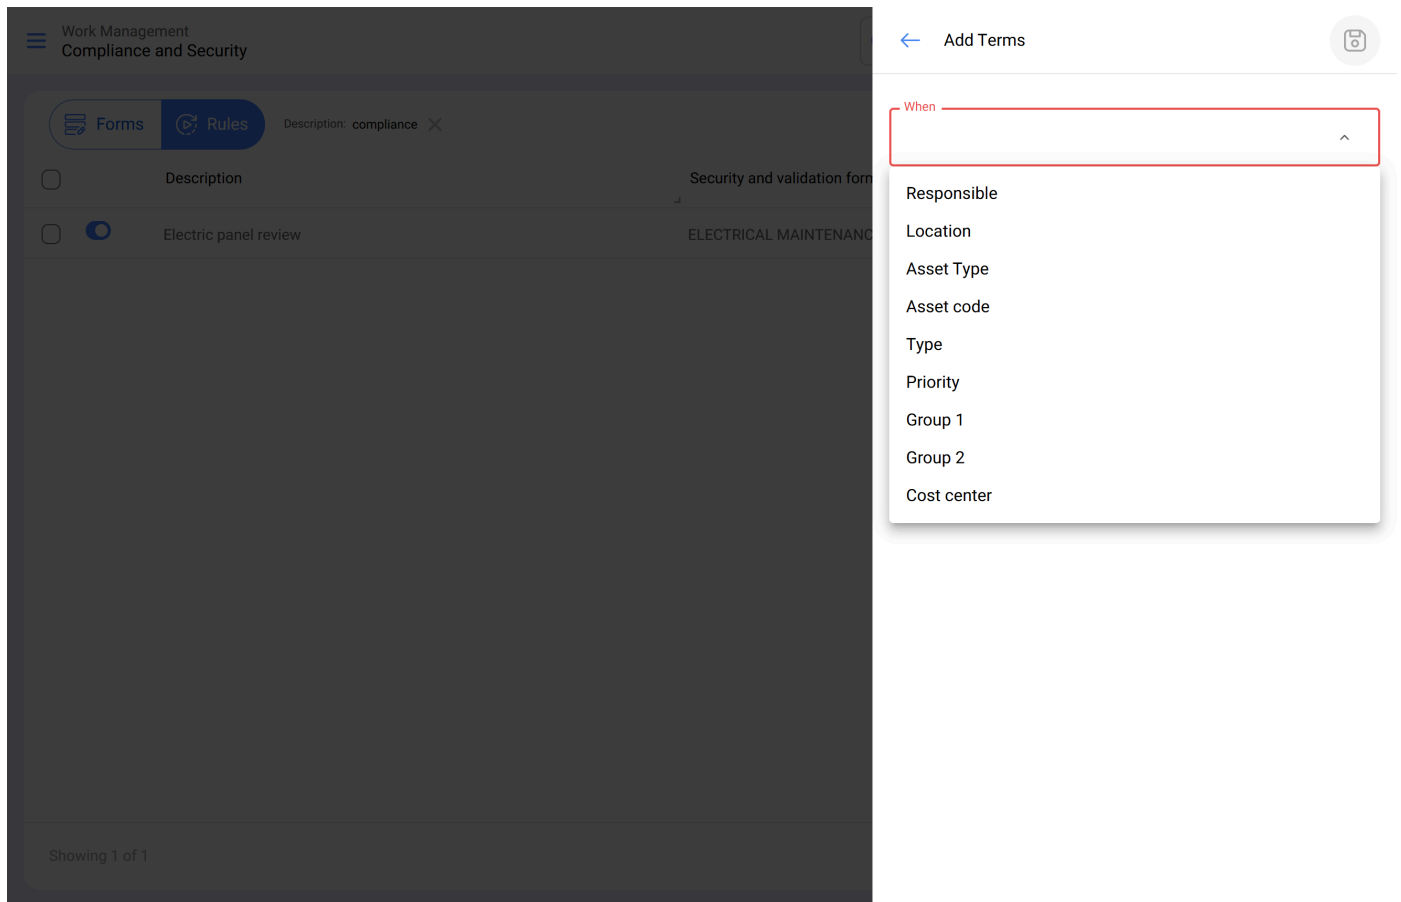 Work Management
Compliance and Security
Forms
Rules
Description: compliance
Description
Security and validation form
Electric panel review
ELECTRICAL MAINTENANC
Showing 1 of 1
Add Terms
When
Responsible
Location
Asset Type
Asset code
Type
Priority
Group 1
Group 2
Cost center